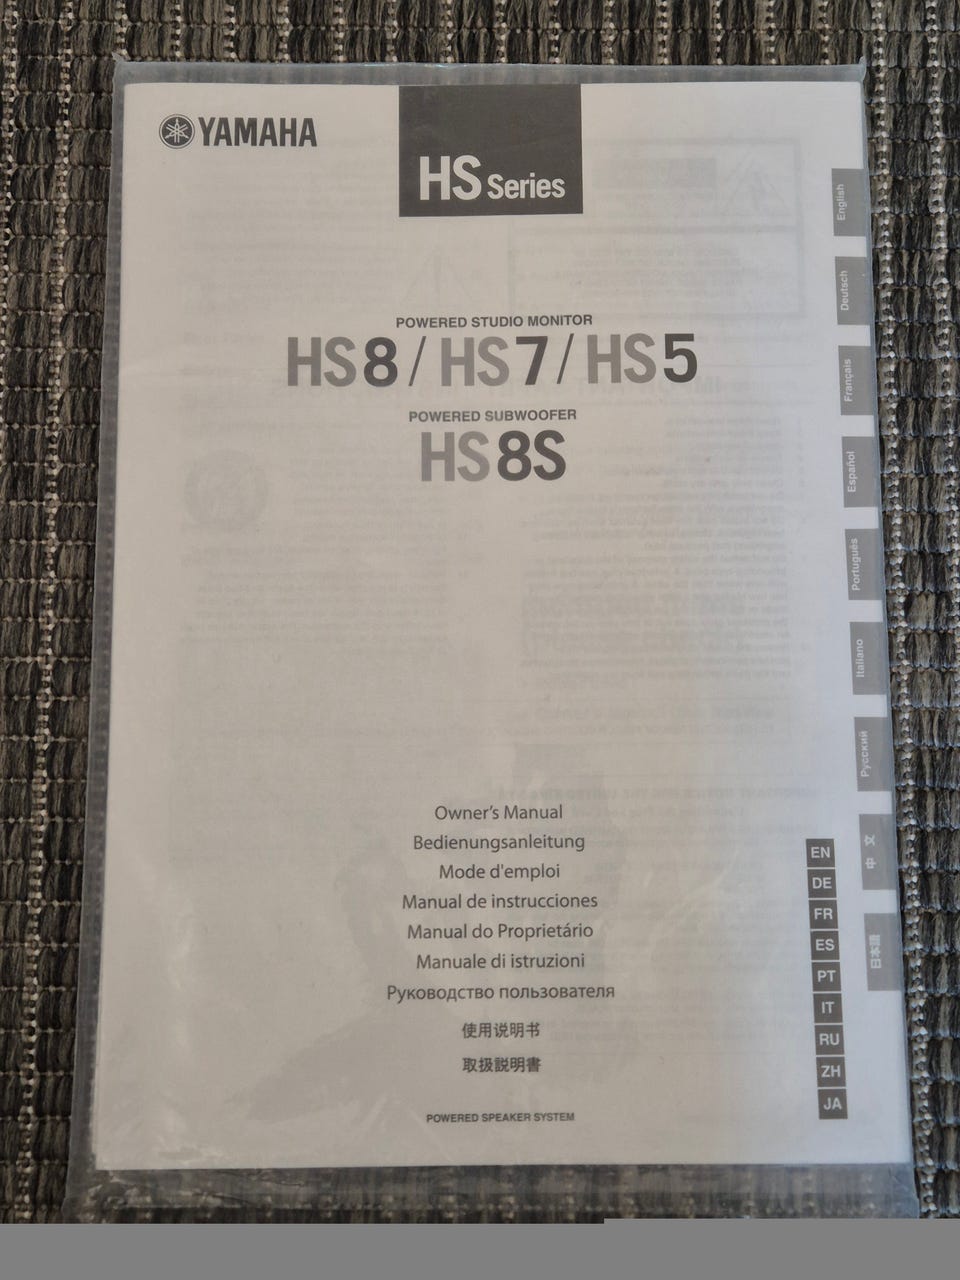 YAMAHA
HS Series
POWERED STUDIO MONITOR
HS8 / HS7 / HS5
POWERED SUBWOOFER
HS8S
Owner's Manual
Bedienungsanleitung
Mode d'emploi
Manual de instrucciones
Manual do Proprietário
Manuale di istruzioni
Руководство пользователя
使用说明书
取扱説明書
POWERED SPEAKER SYSTEM
English
Deutsch
Français
Español
Português
Italiano
Русский
中文
日本語
EN
DE
FR
ES
PT
IT
RU
ZH
JA